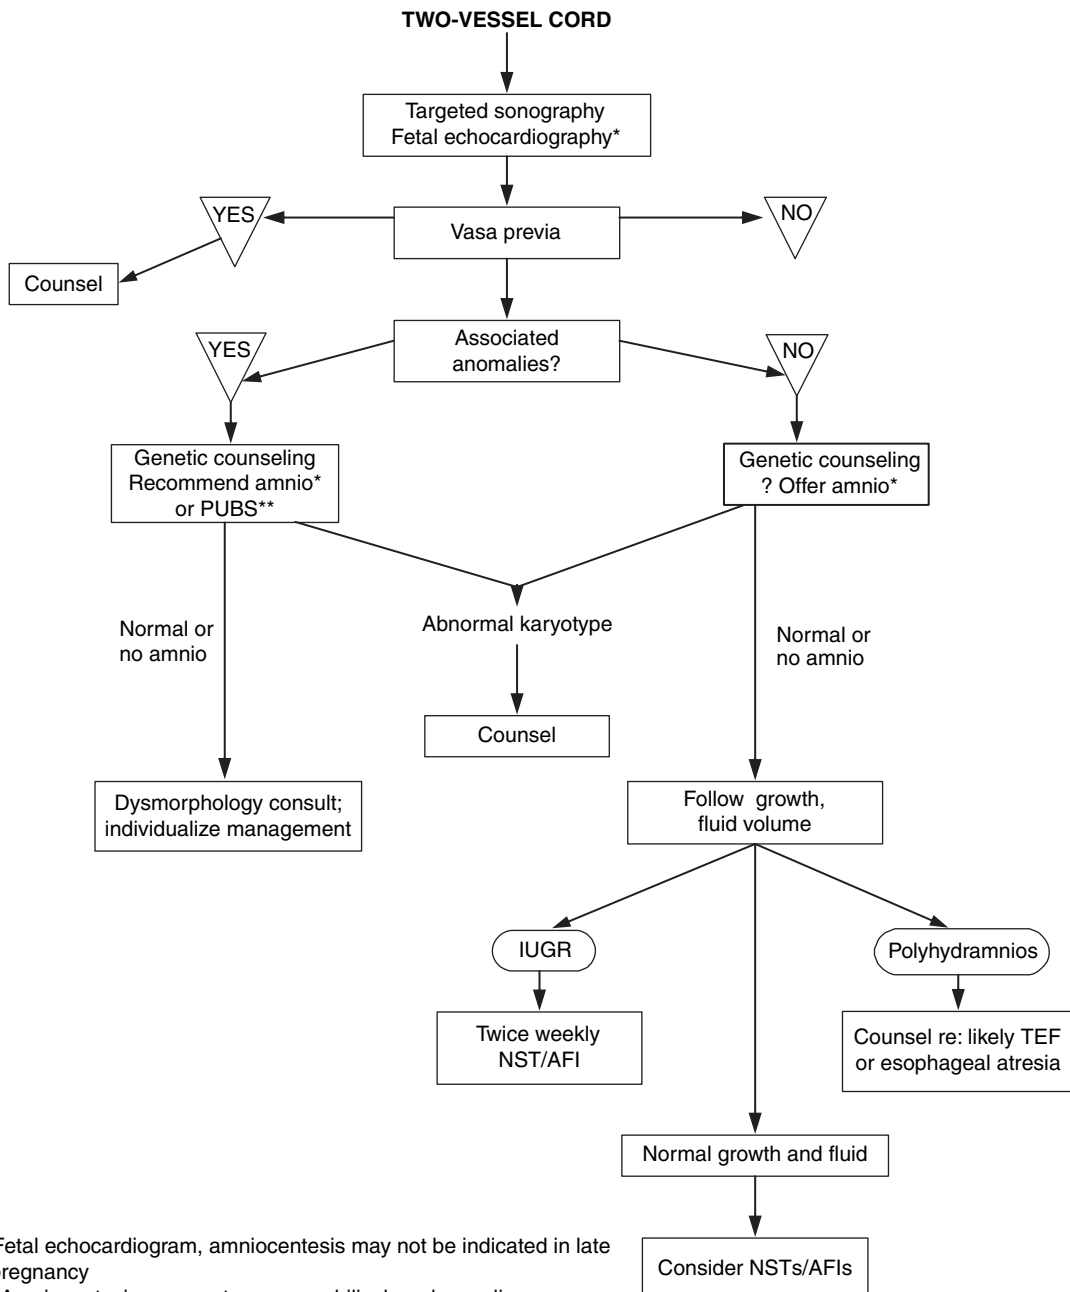 TWO-VESSEL CORD
Targeted sonography
Fetal echocardiography*
YES
Vasa previa
NO
Counsel
YES
Associated
anomalies?
NO
Genetic counseling
Recommend amnio*
or PUBS**
Genetic counseling
? Offer amnio*
Normal or
no amnio
Abnormal karyotype
Normal or
no amnio
Counsel
Dysmorphology consult;
individualize management
Follow growth,
fluid volume
IUGR
Polyhydramnios
Twice weekly
NST/AFI
Counsel re: likely TEF
or esophageal atresia
Normal growth and fluid
Fetal echocardiogram, amniocentesis may not be indicated in late
pregnancy
Consider NSTs/AFIs